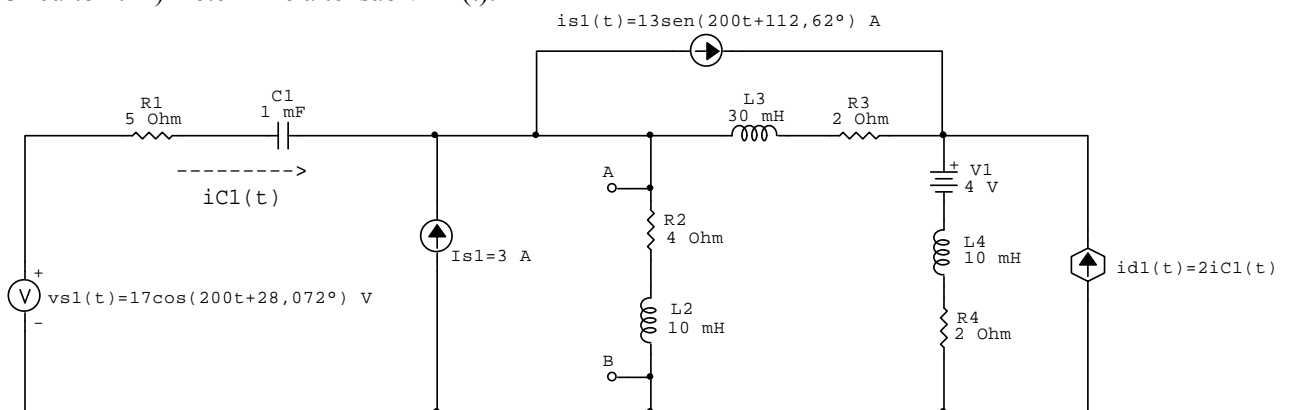 is1(t)=13sen(200t+112,62º) A
R1
5 Ohm
C1
1 mF
L3
30 mH
R3
2 Ohm
--------->
iC1(t)
A
+
V1
4 V
R2
4 Ohm
Is1=3 A
L4
10 mH
id1(t)=2iC1(t)
+
V
vs1(t)=17cos(200t+28,072º) V
-
L2
10 mH
R4
2 Ohm
B